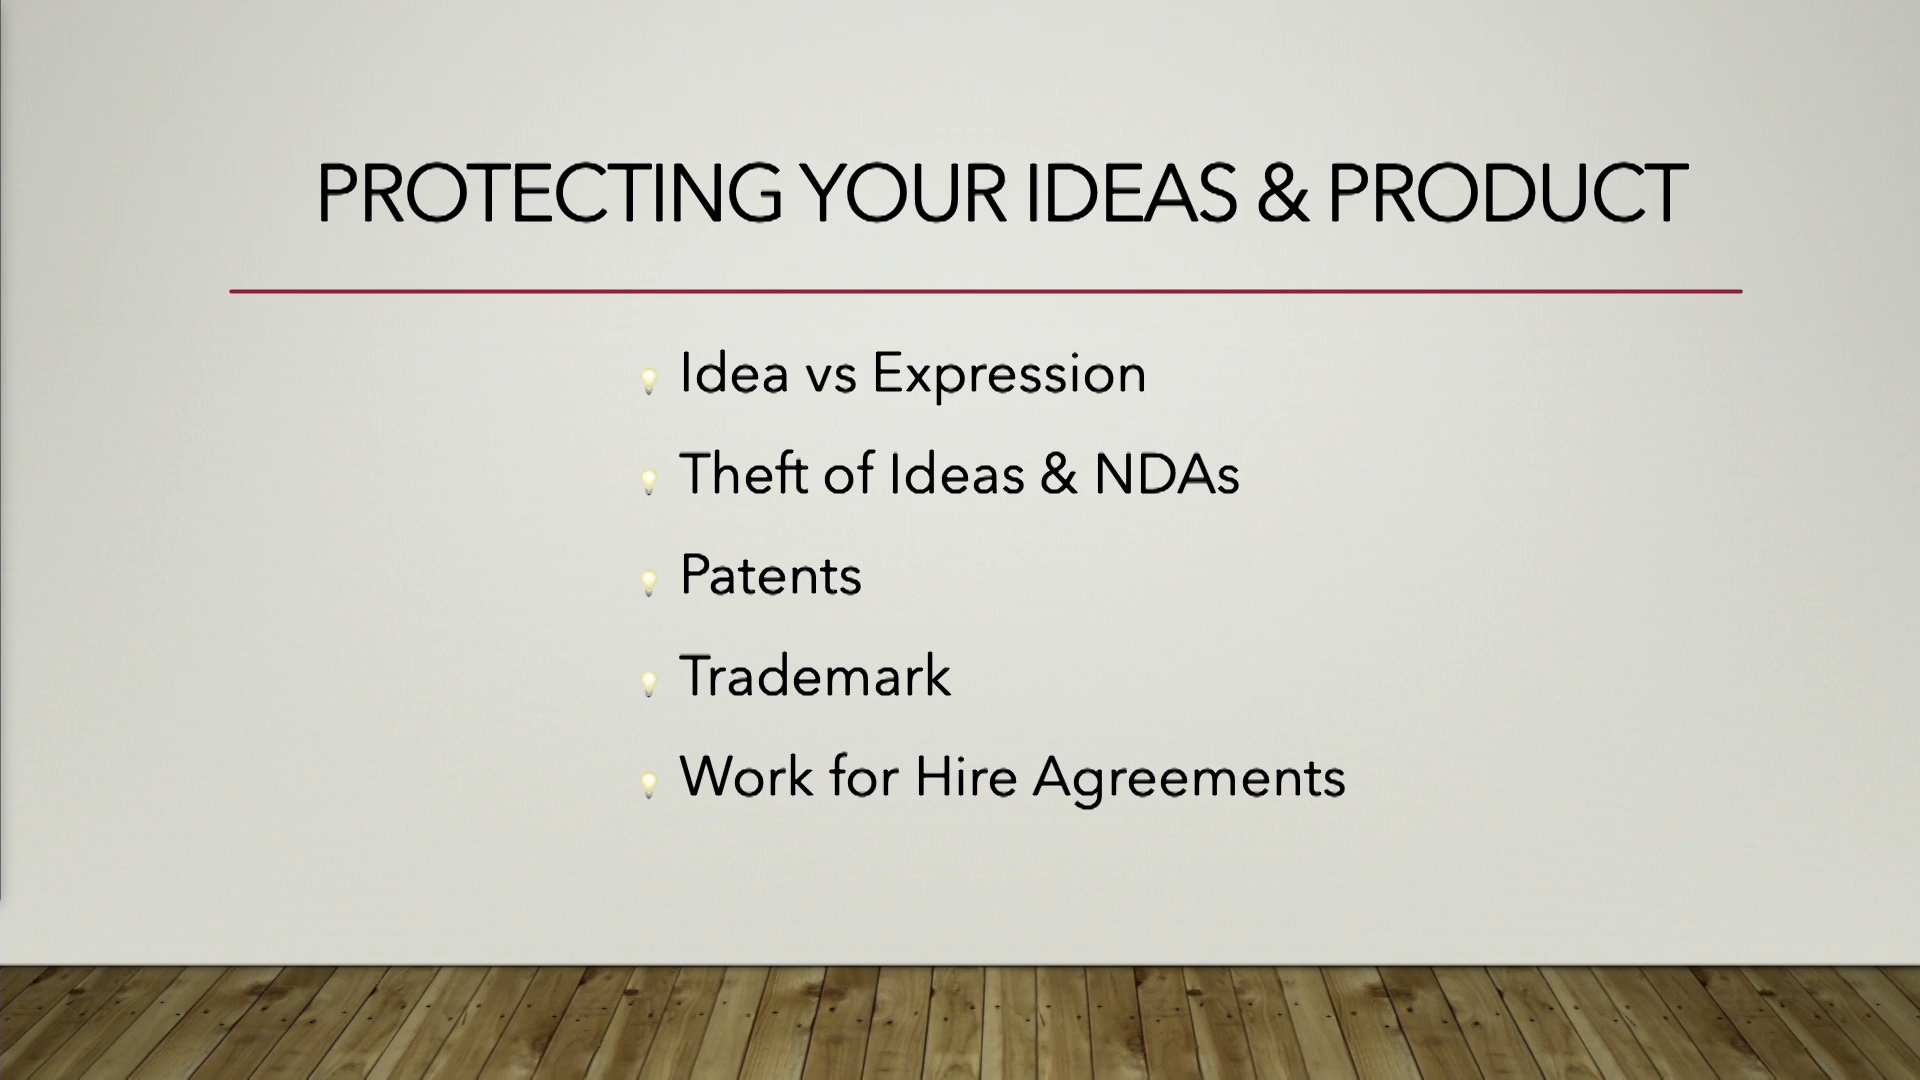 PROTECTING YOUR IDEAS & PRODUCT
Idea vs Expression
Theft of Ideas & NDAs
Patents
Trademark
Work for Hire Agreements